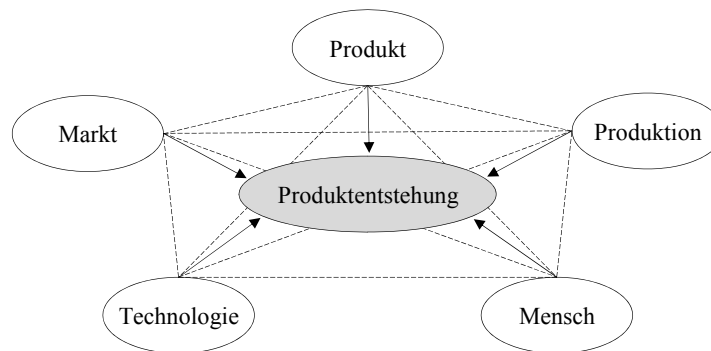 Produkt
Markt
Produktion
Produktentstehung
Technologie
Mensch